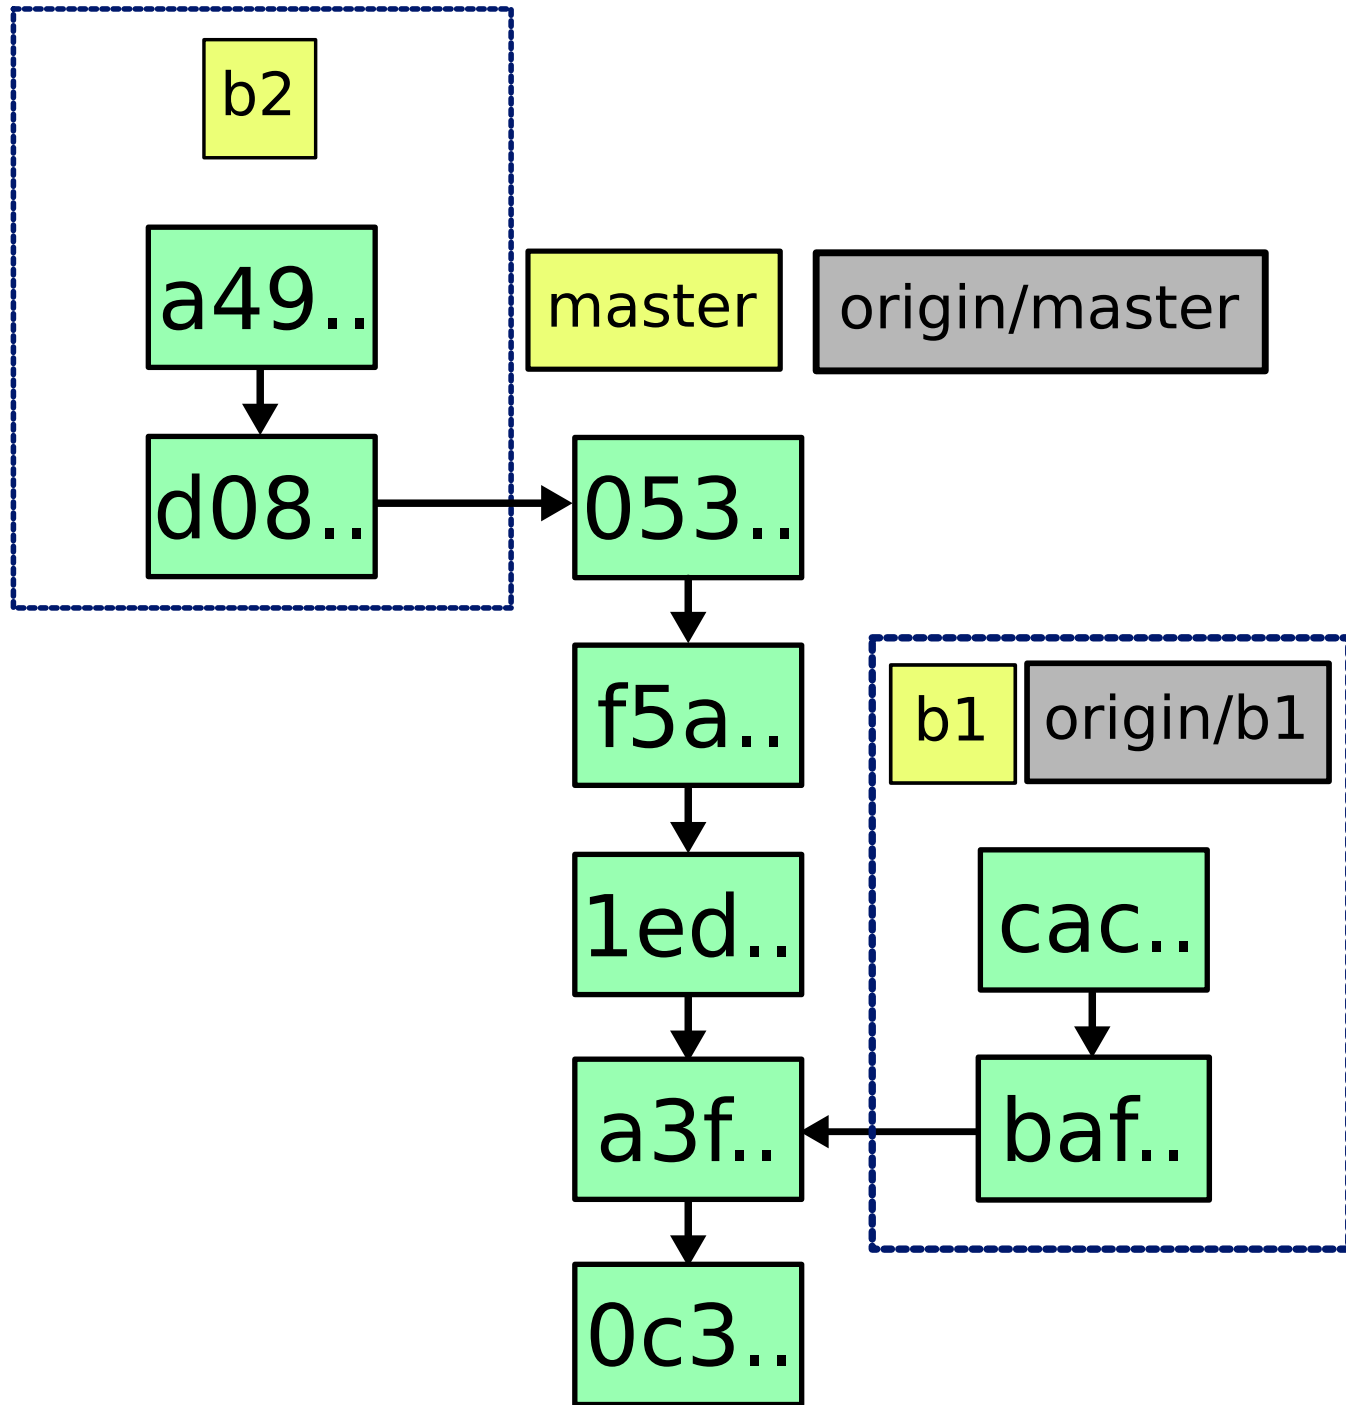 b2
a49..
master
origin/master
d08..
053..
f5a..
b1
origin/b1
1ed..
cac..
a3f..
baf..
0c3..